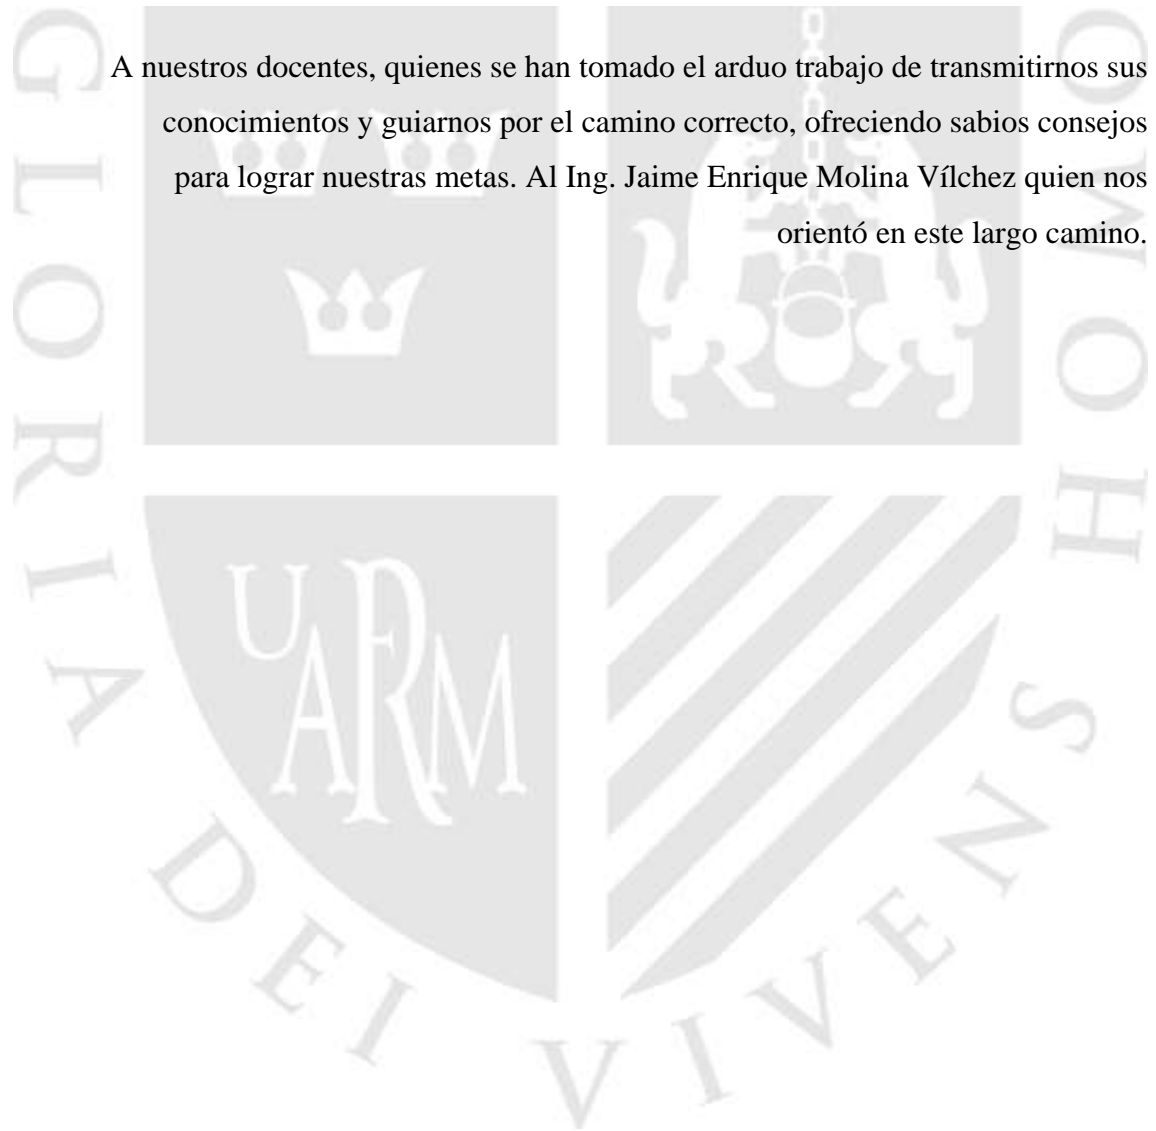 A nuestros docentes, quienes se han tomado el arduo trabajo de transmitirnos sus
conocimientos y guiarnos por el camino correcto, ofreciendo sabios consejos
para lograr nuestras metas. Al Ing. Jaime Enrique Molina Vílchez quien nos
orientó en este largo camino.
GLORIA DEI VIVENS HOMO
UARM